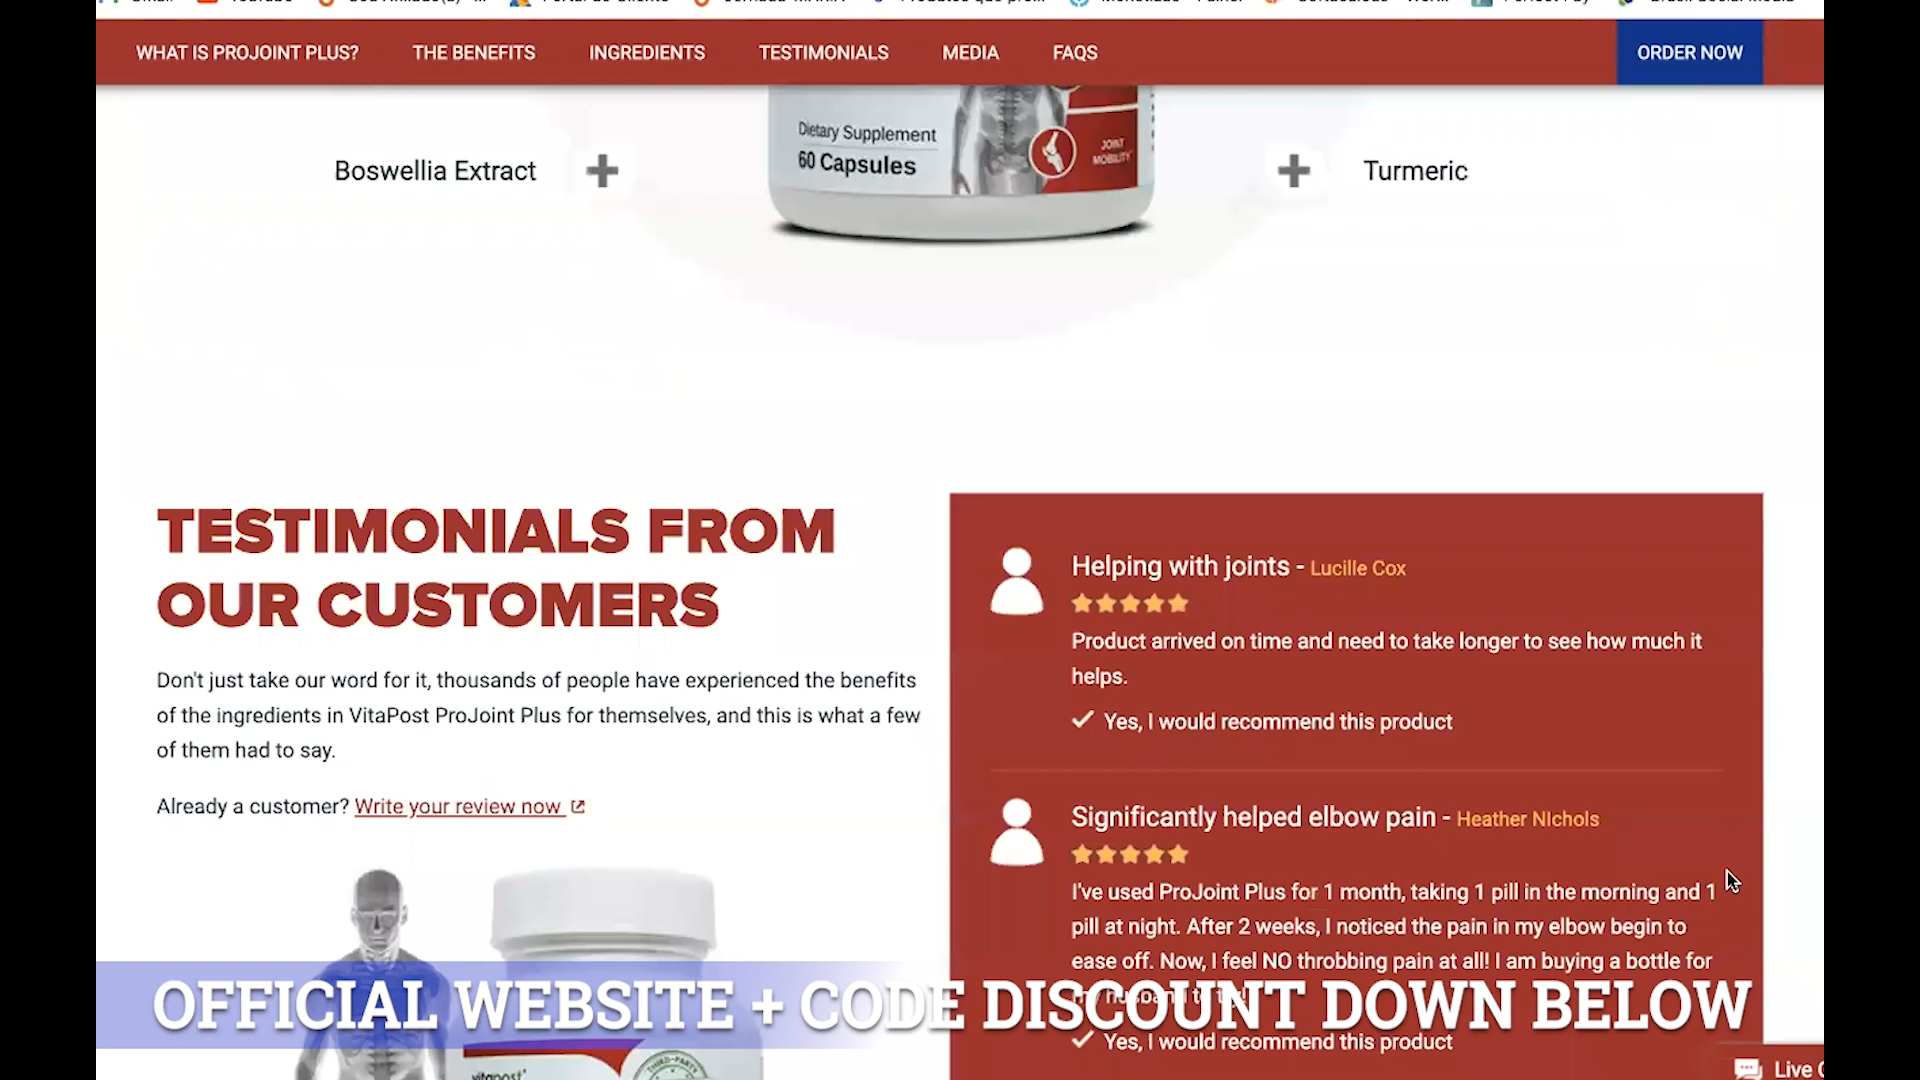 WHAT IS PROJOINT PLUS? THE BENEFITS INGREDIENTS TESTIMONIALS MEDIA FAQS ORDER NOW
Dietary Supplement
60 Capsules
JOINT
MOBILITY
Boswellia Extract
Turmeric
TESTIMONIALS FROM
OUR CUSTOMERS
Don't just take our word for it, thousands of people have experienced the benefits
of the ingredients in VitaPost ProJoint Plus for themselves, and this is what a few
of them had to say.
Already a customer? Write your review now
Helping with joints - Lucille Cox
Product arrived on time and need to take longer to see how much it
helps.
Yes, I would recommend this product
Significantly helped elbow pain - Heather NIchols
I've used ProJoint Plus for 1 month, taking 1 pill in the morning and 1
pill at night. After 2 weeks, I noticed the pain in my elbow begin to
ease off. Now, I feel NO throbbing pain at all! I am buying a bottle for
OFFICIAL WEBSITE + CODE DISCOUNT DOWN BELOW
Yes, I would recommend this product
vitapost
THIRD-PARTY
Live